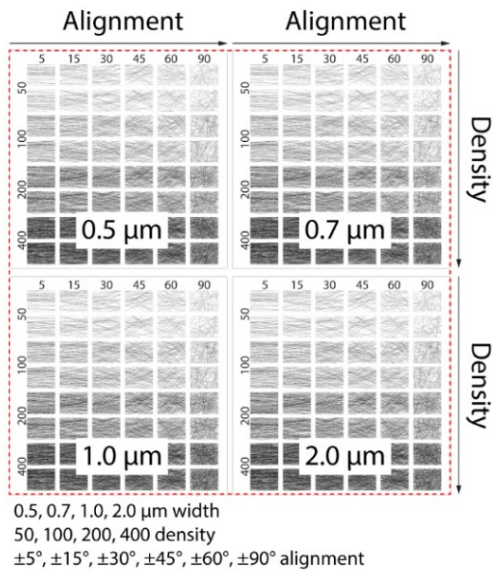 Alignment Alignment
5 15 30 45 60 90 5 15 30 45 60 90
50 50
100 100
Density
200 200
0.5 µm 0.7 µm
400 400
5 15 30 45 60 90 5 15 30 45 60 90
50 50
100 100
Density
200 200
1.0 µm 2.0 µm
400 400
0.5, 0.7, 1.0, 2.0 µm width
50, 100, 200, 400 density
±5°, ±15°, ±30°, ±45°, ±60°, ±90° alignment